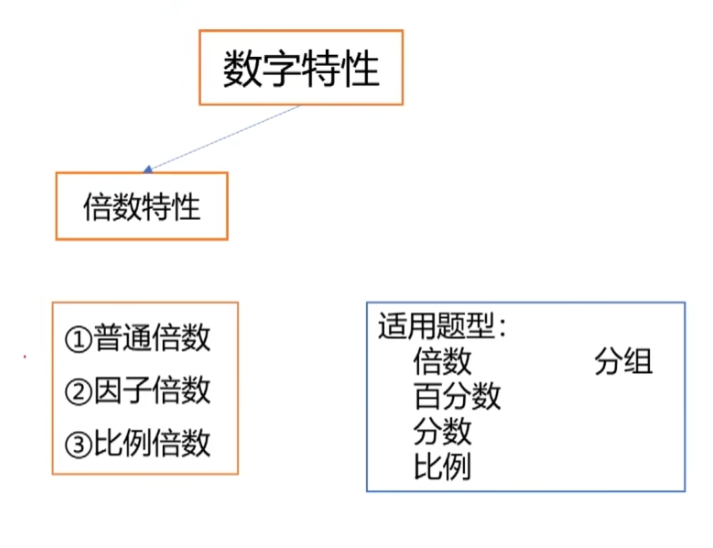 数字特性
倍数特性
①普通倍数
②因子倍数
③比例倍数
适用题型：
倍数 分组
百分数
分数
比例